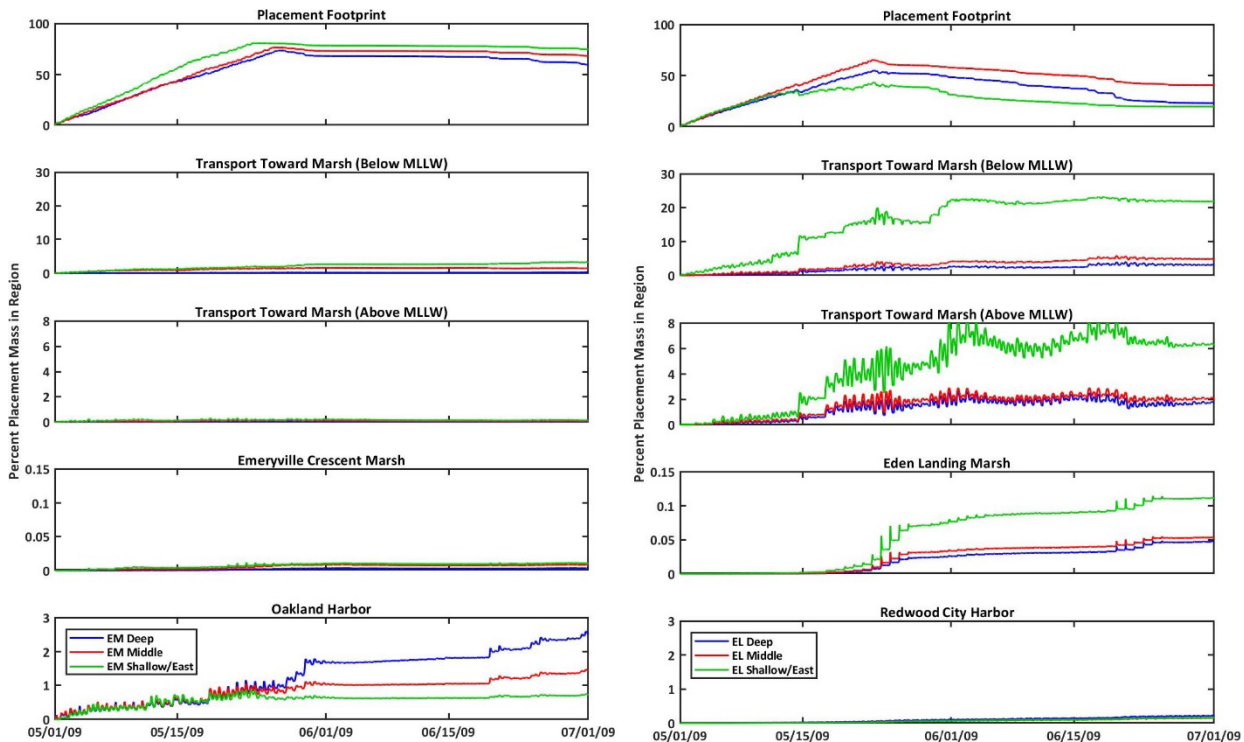 Placement Footprint
100
50
0
Transport Toward Marsh (Below MLLW)
30
20
10
0
Transport Toward Marsh (Above MLLW)
8
6
4
2
0
Emeryville Crescent Marsh
0.15
0.1
0.05
0
Oakland Harbor
3
2
1
0
EM Deep
EM Middle
EM Shallow/East
05/01/09 05/15/09 06/01/09 06/15/09 07/01/09
Percent Placement Mass in Region
Placement Footprint
100
50
0
Transport Toward Marsh (Below MLLW)
30
20
10
0
Transport Toward Marsh (Above MLLW)
8
6
4
2
0
Eden Landing Marsh
0.15
0.1
0.05
0
Redwood City Harbor
3
2
1
0
EL Deep
EL Middle
EL Shallow/East
05/01/09 05/15/09 06/01/09 06/15/09 07/01/09
Percent Placement Mass in Region